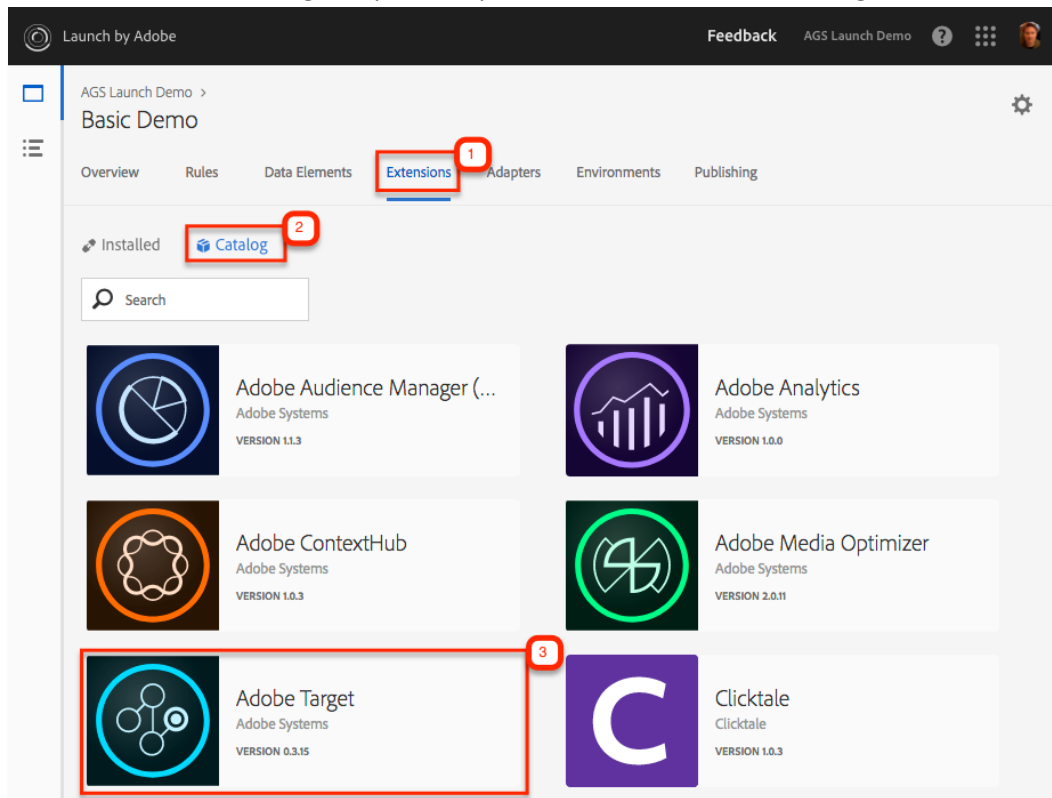 Launch by Adobe
Feedback
AGS Launch Demo
?
AGS Launch Demo >
Basic Demo
1
Overview
Rules
Data Elements
Extensions
Adapters
Environments
Publishing
2
Installed
Catalog
Search
Adobe Audience Manager (...
Adobe Systems
VERSION 1.1.3
Adobe Analytics
Adobe Systems
VERSION 1.0.0
Adobe ContextHub
Adobe Systems
VERSION 1.0.3
Adobe Media Optimizer
Adobe Systems
VERSION 2.0.11
3
Adobe Target
Adobe Systems
VERSION 0.3.15
C
Clicktale
Clicktale
VERSION 1.0.3